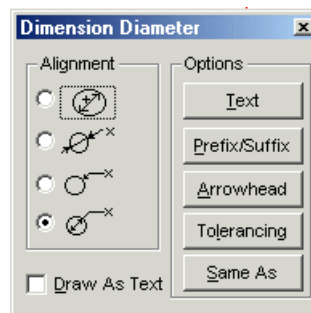 Dimension Diameter
Alignment
Options
Text
Prefix/Suffix
Arrowhead
Tolerancing
Same As
Draw As Text